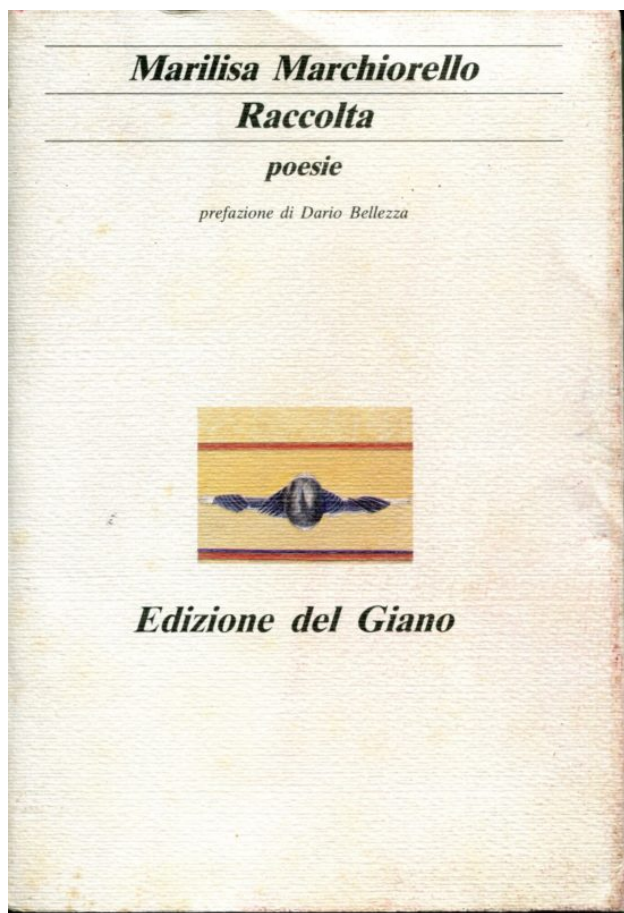 Marilisa Marchiorello
Raccolta
poesie
prefazione di Dario Bellezza
Edizione del Giano